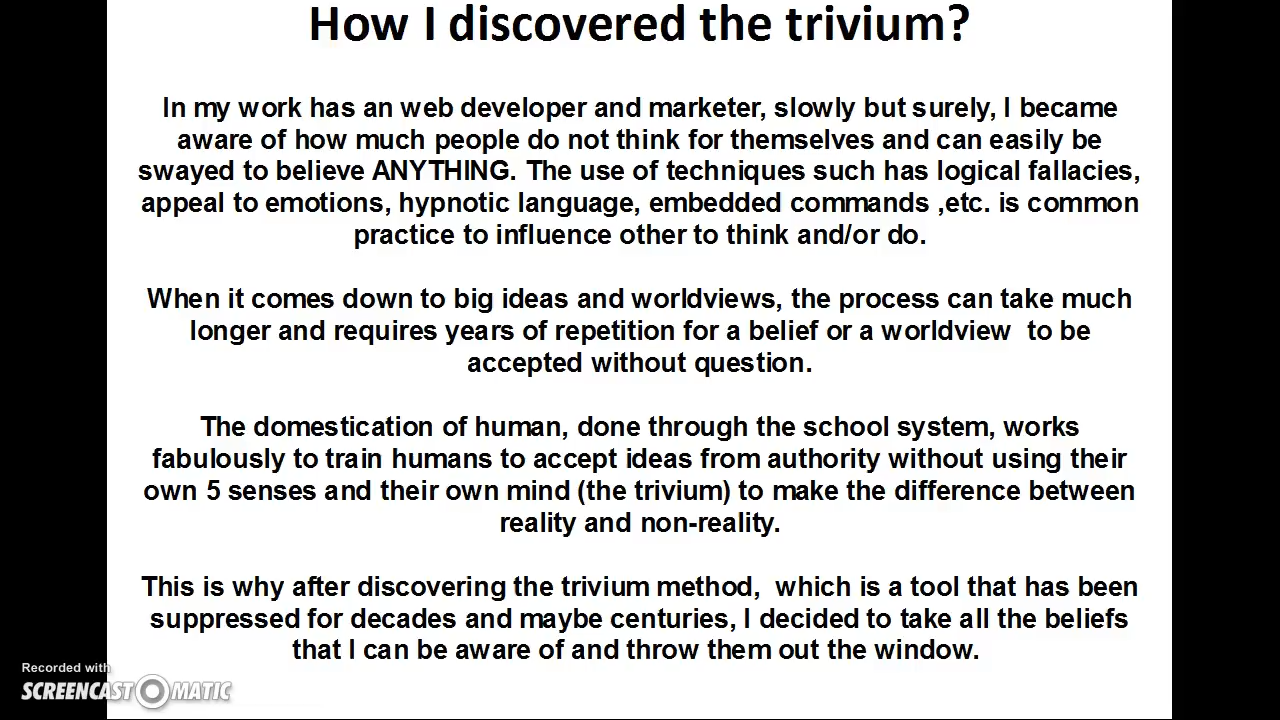 How I discovered the trivium?
In my work has an web developer and marketer, slowly but surely, I became
aware of how much people do not think for themselves and can easily be
swayed to believe ANYTHING. The use of techniques such has logical fallacies,
appeal to emotions, hypnotic language, embedded commands ,etc. is common
practice to influence other to think and/or do.
When it comes down to big ideas and worldviews, the process can take much
longer and requires years of repetition for a belief or a worldview  to be
accepted without question.
The domestication of human, done through the school system, works
fabulously to train humans to accept ideas from authority without using their
own 5 senses and their own mind (the trivium) to make the difference between
reality and non-reality.
This is why after discovering the trivium method,  which is a tool that has been
suppressed for decades and maybe centuries, I decided to take all the beliefs
that I can be aware of and throw them out the window.
Recorded with
SCREENCAST-O-MATIC